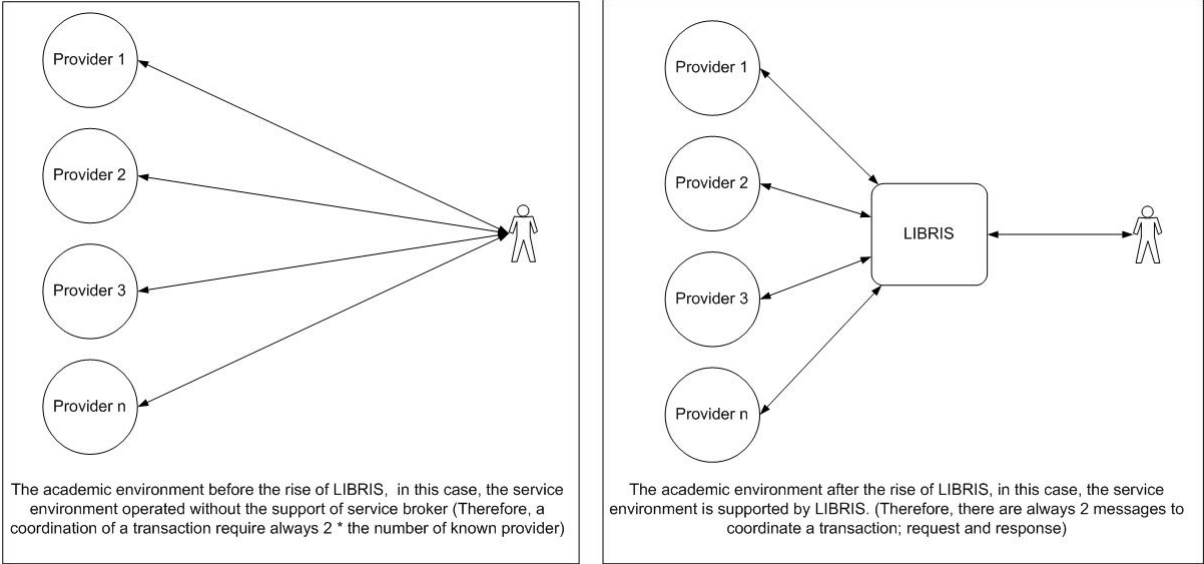 Provider 1
Provider 2
Provider 3
Provider n
The academic environment before the rise of LIBRIS, in this case, the service
environment operated without the support of service broker (Therefore, a
coordination of a transaction require always 2 * the number of known provider)
Provider 1
Provider 2
Provider 3
Provider n
LIBRIS
The academic environment after the rise of LIBRIS, in this case, the service
environment is supported by LIBRIS. (Therefore, there are always 2 messages to
coordinate a transaction; request and response)